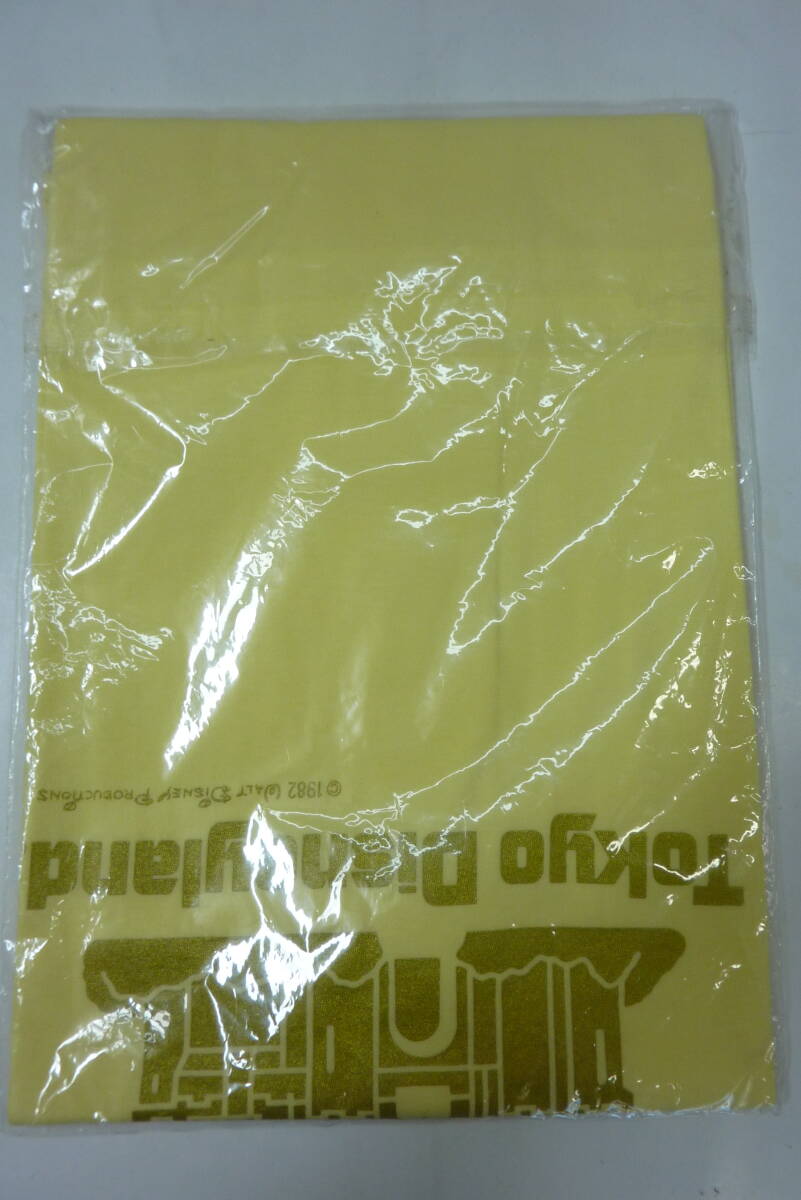 Tokyo Disneyland
© 1982 WALT DISNEY PRODUCTIONS